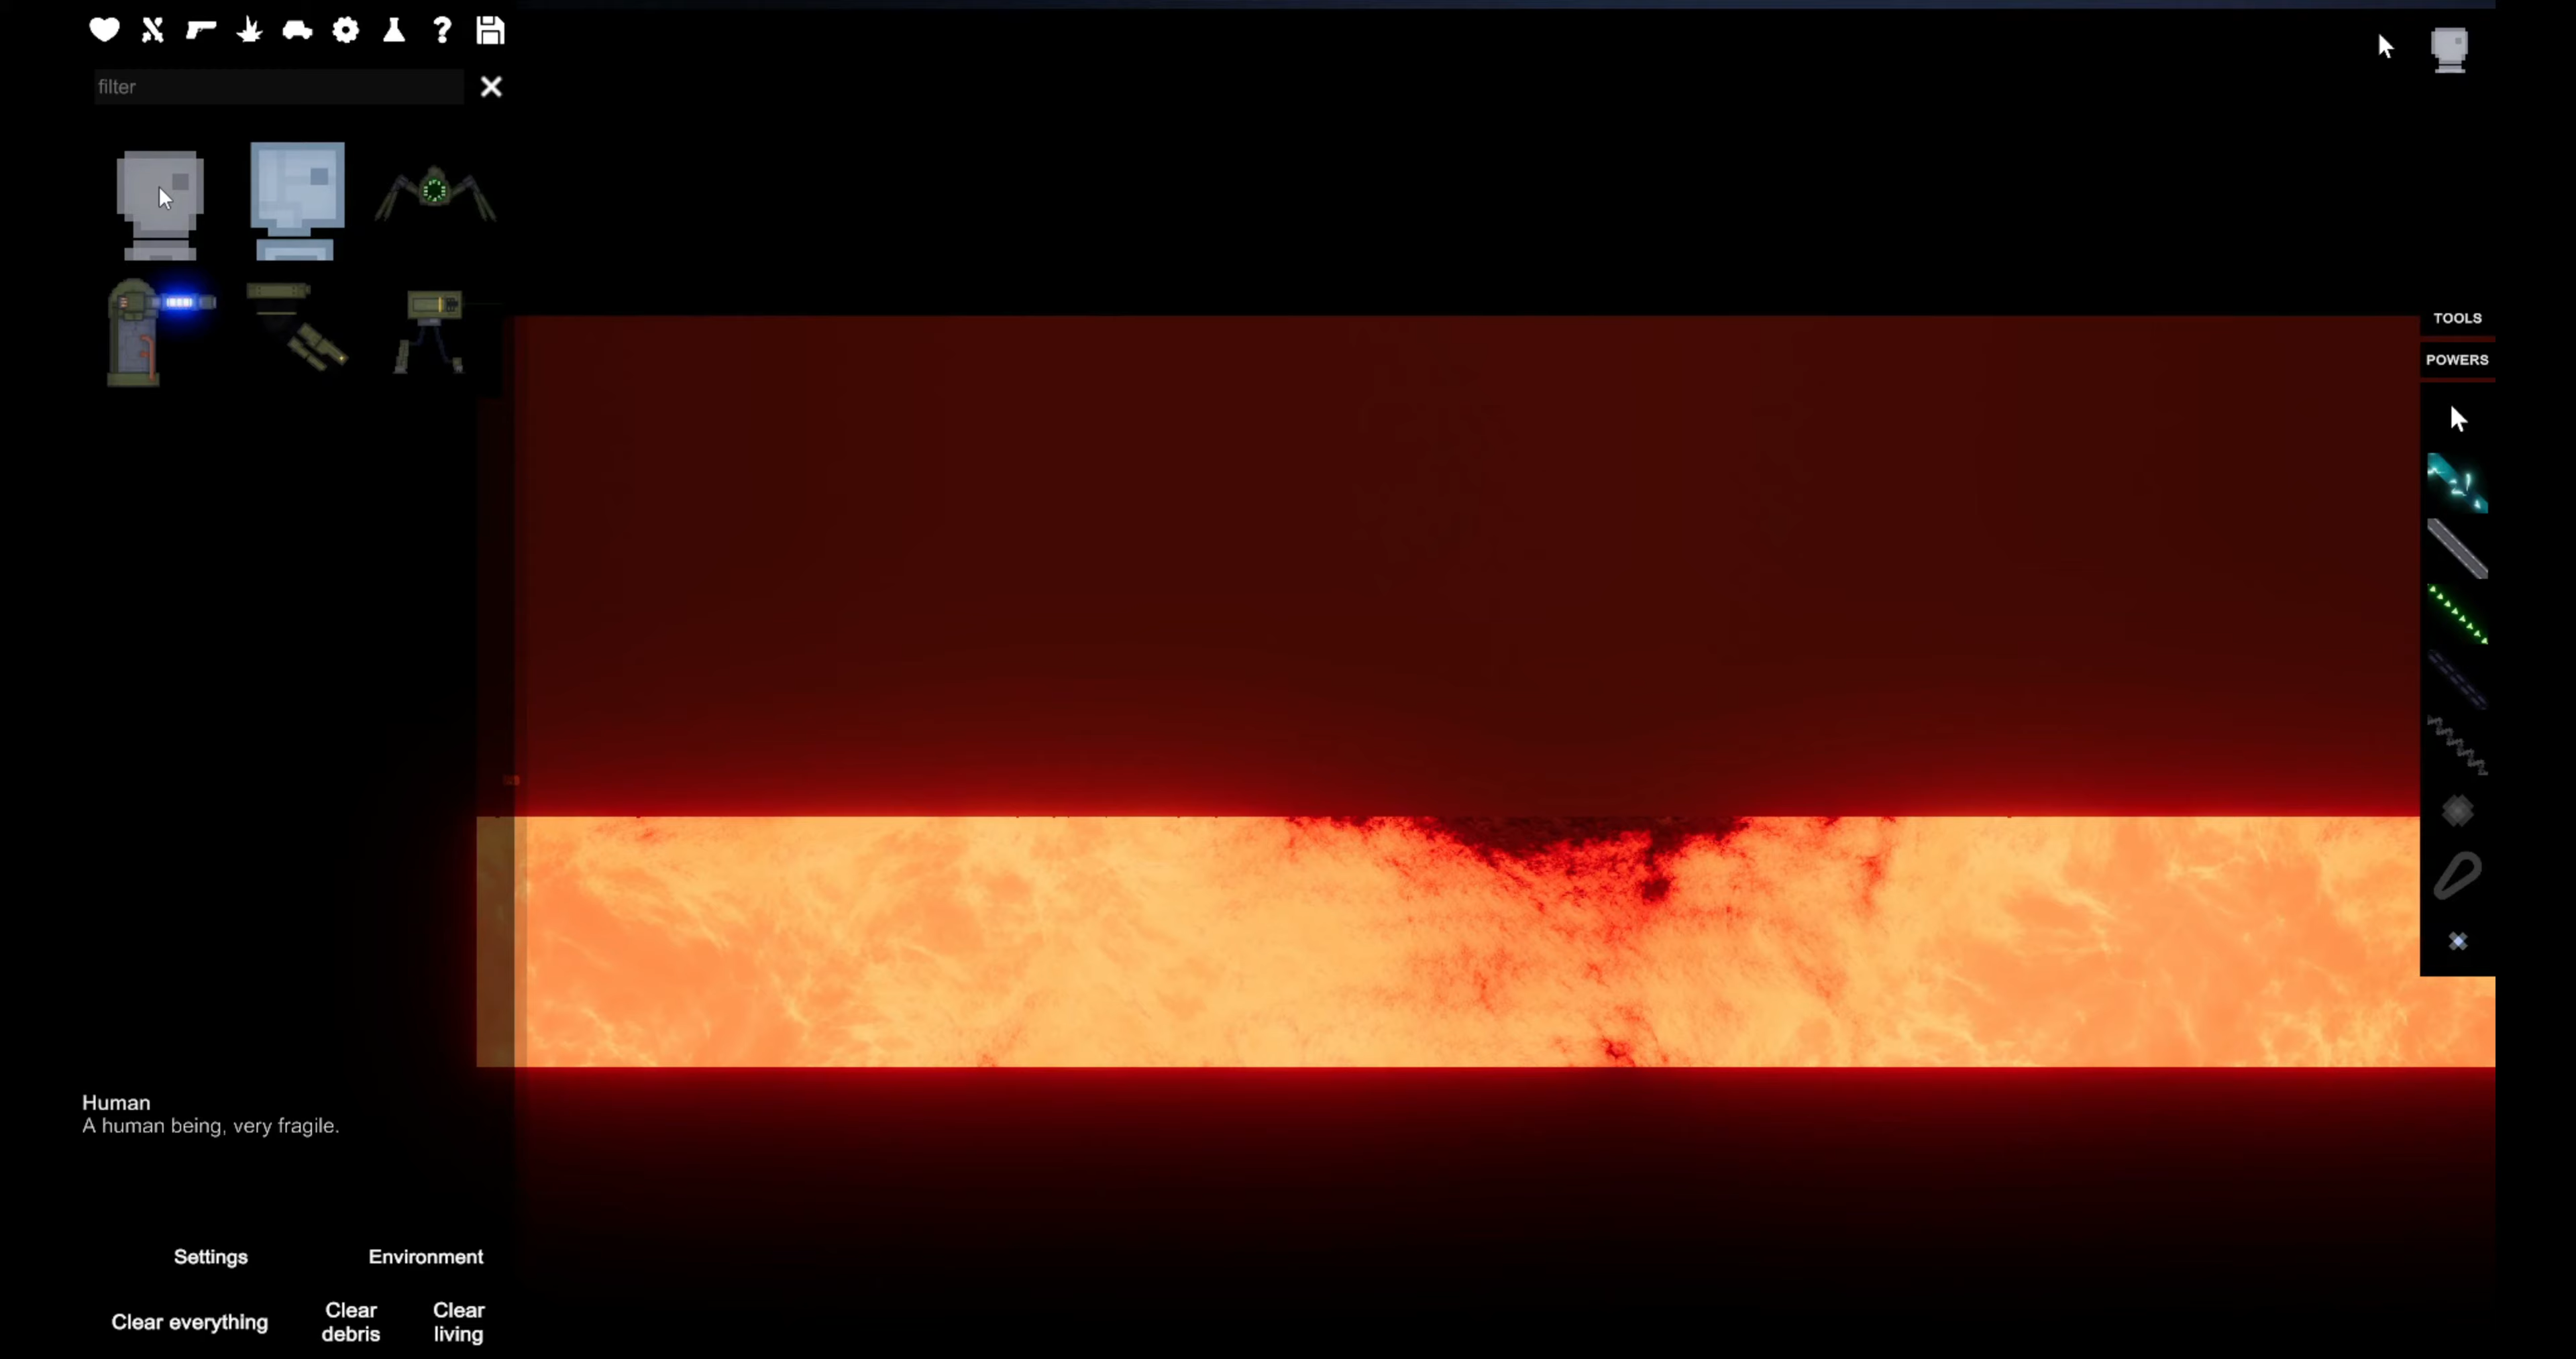 filter
TOOLS
POWERS
Human
A human being, very fragile.
Settings
Environment
Clear everything
Clear
debris
Clear
living